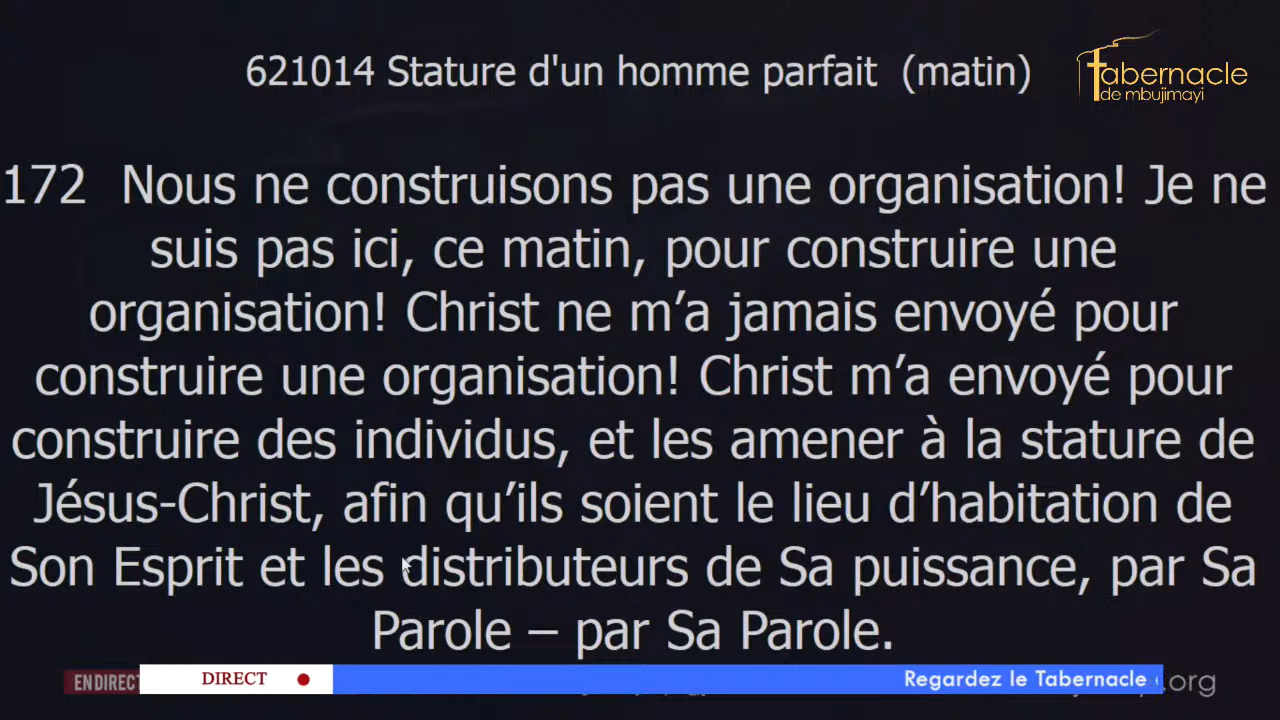 621014 Stature d'un homme parfait (matin)
tabernacle
de mbujimayi
172 Nous ne construisons pas une organisation! Je ne
suis pas ici, ce matin, pour construire une
organisation! Christ ne m’a jamais envoyé pour
construire une organisation! Christ m’a envoyé pour
construire des individus, et les amener à la stature de
Jésus-Christ, afin qu’ils soient le lieu d’habitation de
Son Esprit et les distributeurs de Sa puissance, par Sa
Parole – par Sa Parole.
EN DIRECT
DIRECT
Regardez le Tabernacle
.org